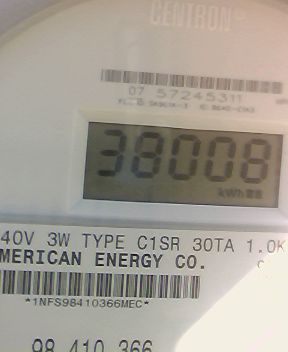 CENTRON
07 57245311
38008
kWh
40V 3W TYPE C1SR 30TA 1.0K
MERICAN ENERGY CO.
*1NFS98410366MEC*
98 410 366